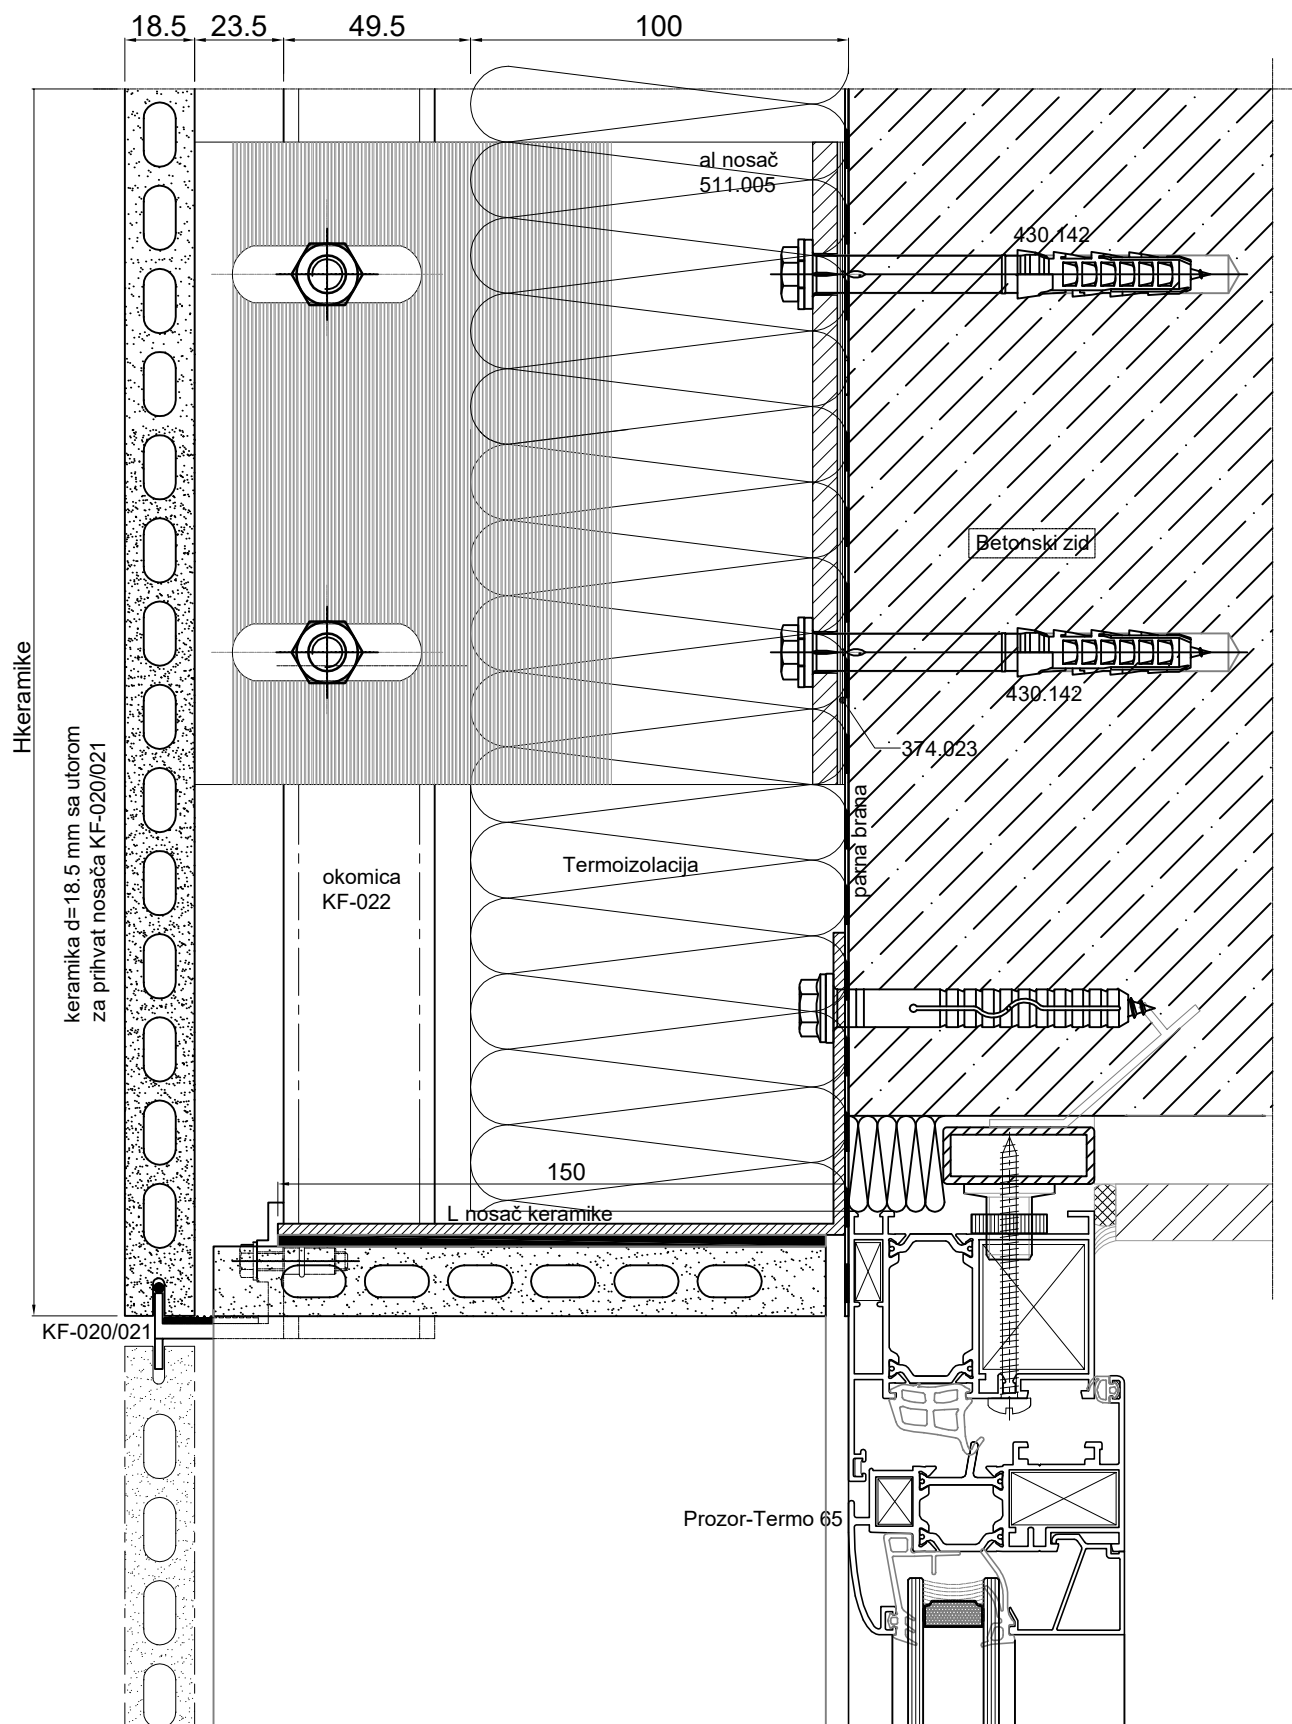 18.5
23.5
49.5
100
al nosač
511.005
430.142
Betonski zid
Hkeramike
430.142
374.023
keramika d=18.5 mm sa utorom
za prihvat nosača KF-020/021
parna brana
Termoizolacija
okomica
KF-022
150
L nosač keramike
KF-020/021
Prozor-Termo 65